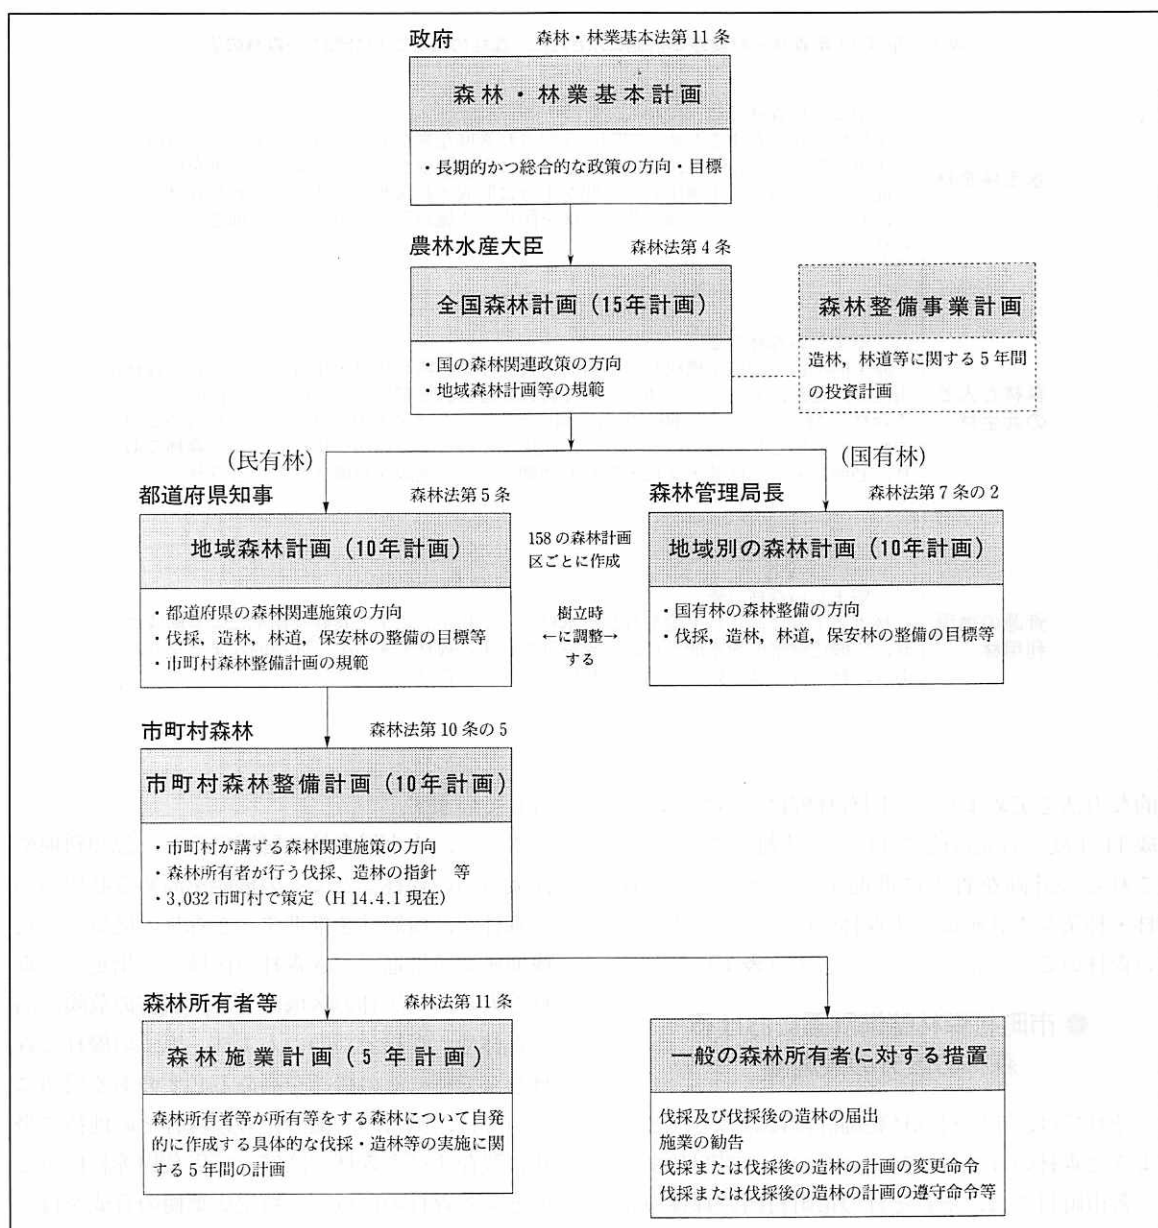 政府 森林・林業基本法第11条
森林・林業基本計画
・長期的かつ総合的な政策の方向・目標
農林水産大臣 森林法第4条
全国森林計画（15年計画）
・国の森林関連政策の方向
・地域森林計画等の規範
森林整備事業計画
造林，林道等に関する5年間
の投資計画
（民有林）
（国有林）
都道府県知事 森林法第5条
地域森林計画（10年計画）
・都道府県の森林関連施策の方向
・伐採，造林，林道，保安林の整備の目標等
・市町村森林整備計画の規範
158の森林計画
区ごとに作成
樹立時
←に調整→
する
森林管理局長 森林法第7条の2
地域別の森林計画（10年計画）
・国有林の森林整備の方向
・伐採，造林，林道，保安林の整備の目標等
市町村森林 森林法第10条の5
市町村森林整備計画（10年計画）
・市町村が講ずる森林関連施策の方向
・森林所有者が行う伐採、造林の指針　等
・3,032市町村で策定（H 14.4.1現在）
森林所有者等 森林法第11条
森林施業計画（5年計画）
森林所有者等が所有等をする森林について自発
的に作成する具体的な伐採・造林等の実施に関
する5年間の計画
一般の森林所有者に対する措置
伐採及び伐採後の造林の届出
施業の勧告
伐採または伐採後の造林の計画の変更命令
伐採または伐採後の造林の計画の遵守命令等